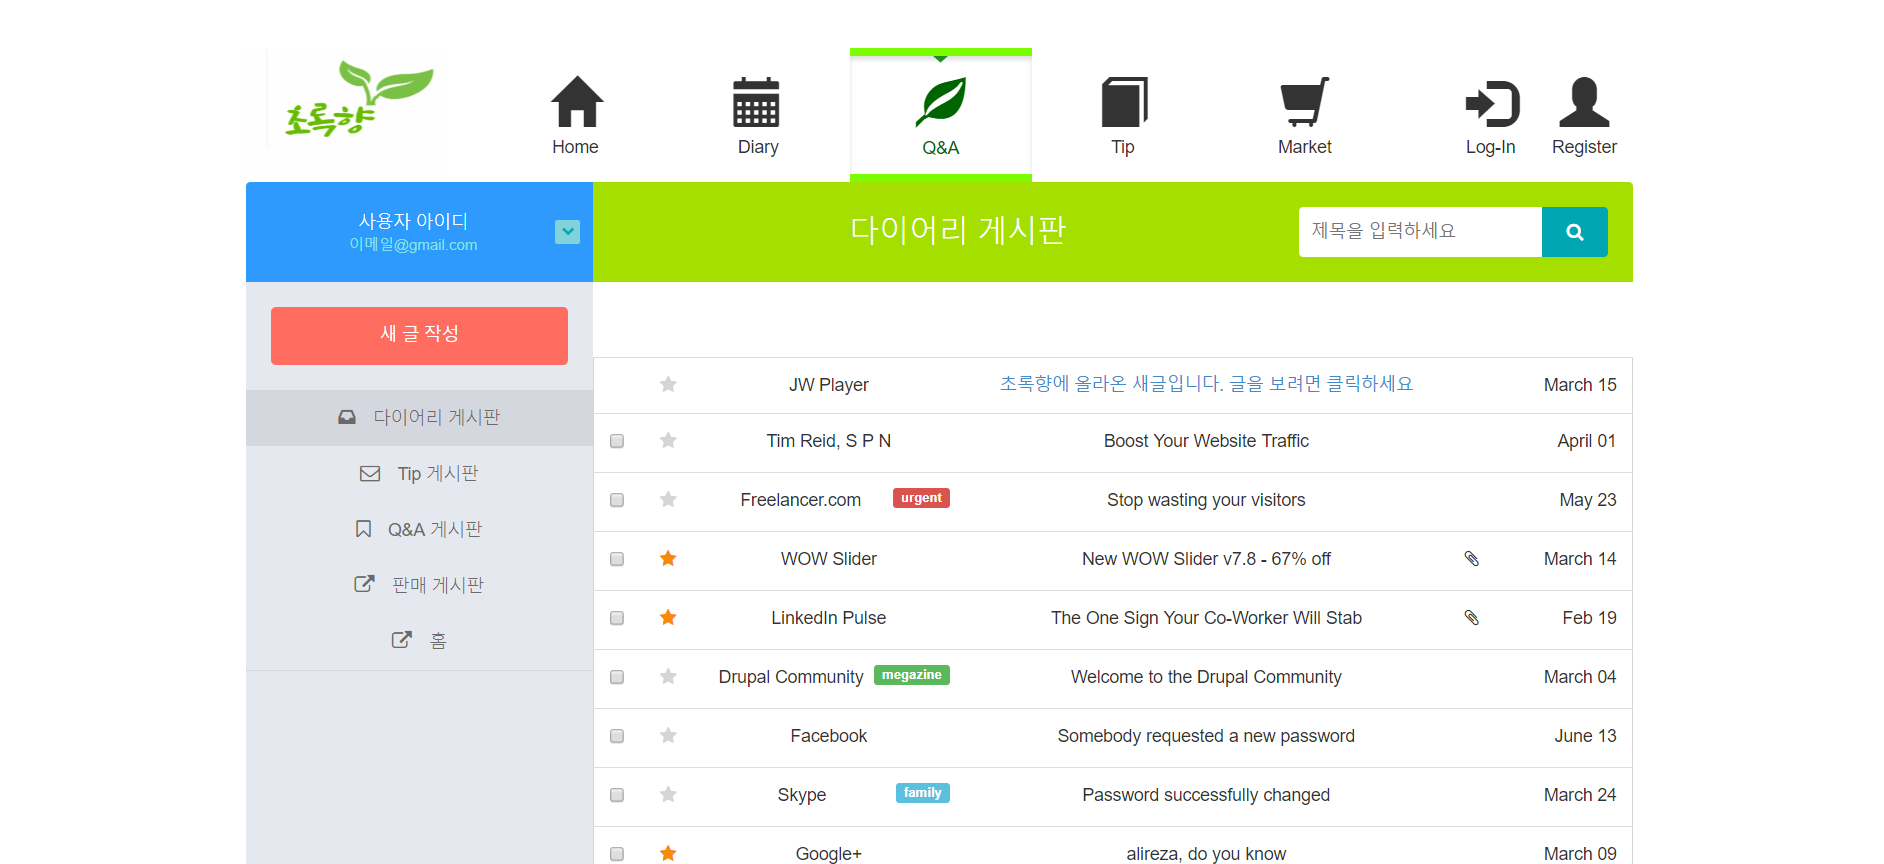 초록향
Home
Diary
Q&A
Tip
Market
Log-In
Register
사용자 아이디
이메일@gmail.com
다이어리 게시판
제목을 입력하세요
새 글 작성
다이어리 게시판
Tip 게시판
Q&A 게시판
판매 게시판
홈
JW Player 초록향에 올라온 새글입니다. 글을 보려면 클릭하세요 March 15
Tim Reid, S P N Boost Your Website Traffic April 01
Freelancer.com urgent Stop wasting your visitors May 23
WOW Slider New WOW Slider v7.8 - 67% off March 14
LinkedIn Pulse The One Sign Your Co-Worker Will Stab Feb 19
Drupal Community megazine Welcome to the Drupal Community March 04
Facebook Somebody requested a new password June 13
Skype family Password successfully changed March 24
Google+ alireza, do you know March 09